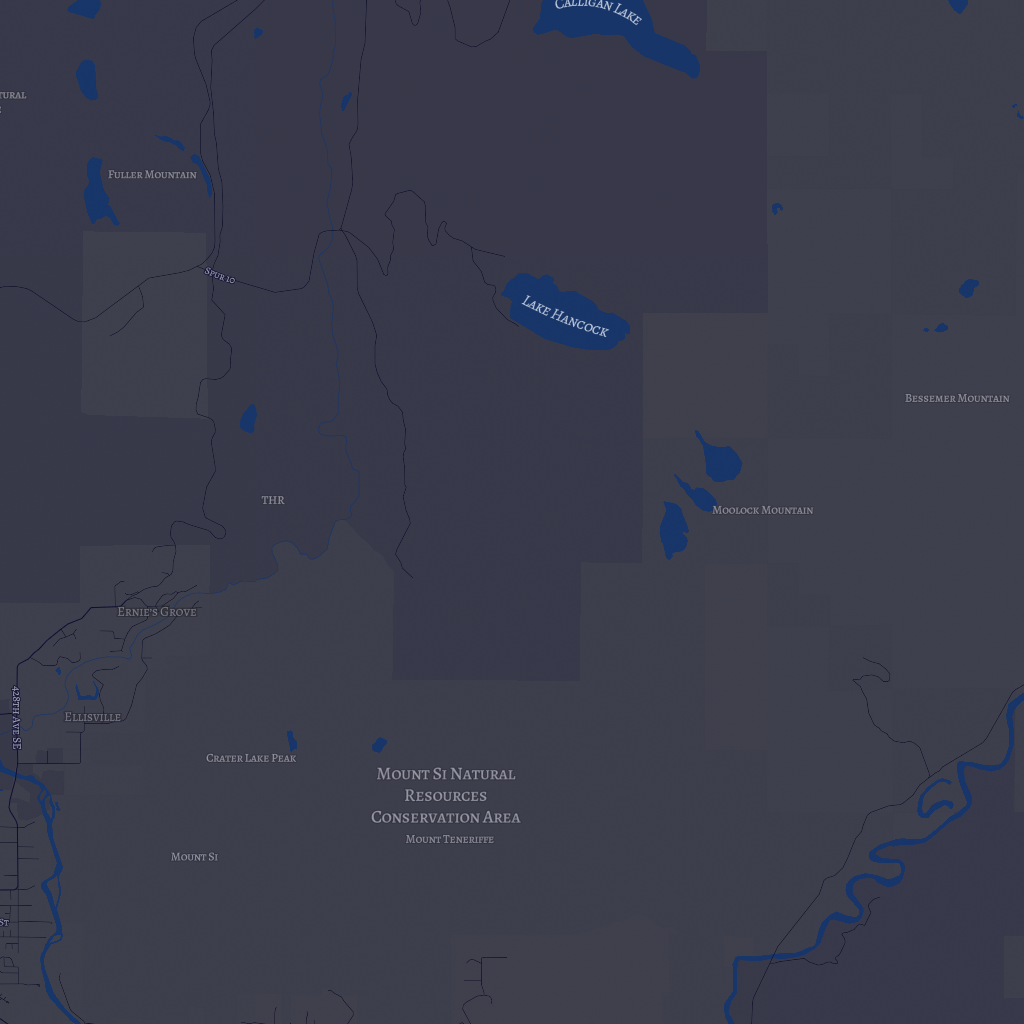 Calligan Lake
TURAL
Fuller Mountain
Spur 10
Lake Hancock
Bessemer Mountain
THR
Moolock Mountain
Ernie's Grove
428th Ave SE
Ellisville
Crater Lake Peak
Mount Si Natural
Resources
Conservation Area
Mount Teneriffe
Mount Si
St